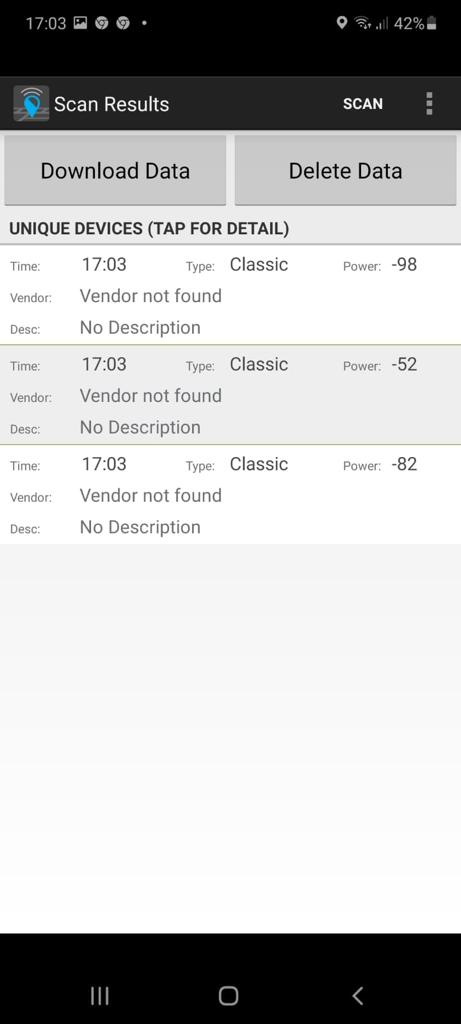 17:03 42%
Scan Results SCAN
Download Data Delete Data
UNIQUE DEVICES (TAP FOR DETAIL)
Time: 17:03 Type: Classic Power: -98
Vendor: Vendor not found
Desc: No Description
Time: 17:03 Type: Classic Power: -52
Vendor: Vendor not found
Desc: No Description
Time: 17:03 Type: Classic Power: -82
Vendor: Vendor not found
Desc: No Description